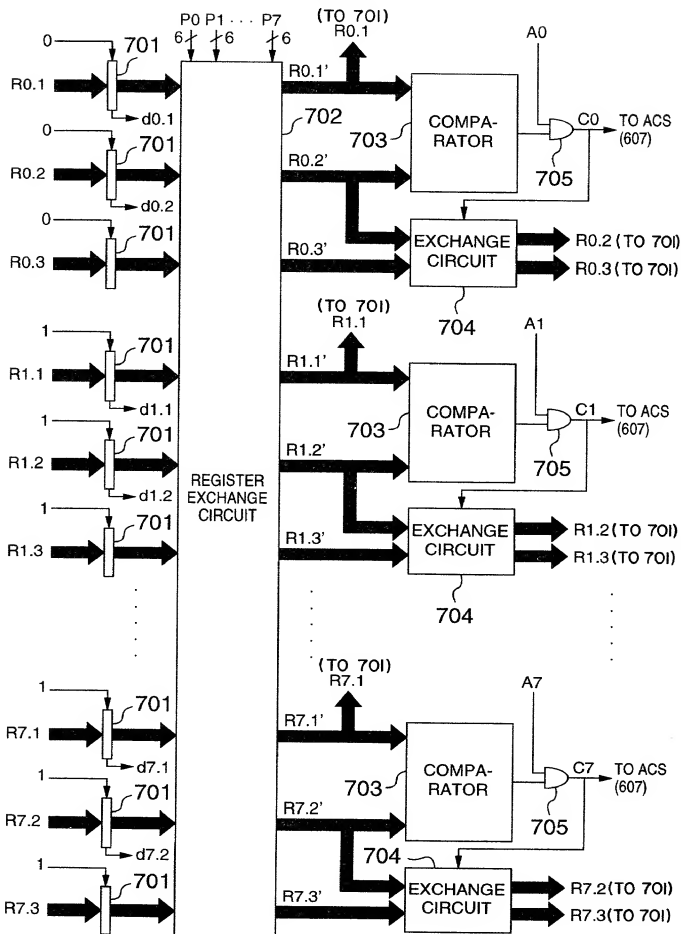 P0 P1 . . . . P7
6 6 6
0 701
R0.1
d0.1
0 701
R0.2
d0.2
0 701
R0.3
1 701
R1.1
d1.1
1 701
R1.2
d1.2
1 701
R1.3
1 701
R7.1
d7.1
1 701
R7.2
d7.2
1 701
R7.3
REGISTER
EXCHANGE
CIRCUIT
702
(TO 701)
R0.1
R0.1'
R0.2'
R0.3'
703
COMPA-
RATOR
A0
C0
TO ACS
(607)
705
EXCHANGE
CIRCUIT
704
R0.2 (TO 701)
R0.3 (TO 701)
(TO 701)
R1.1
R1.1'
R1.2'
R1.3'
703
COMPA-
RATOR
A1
C1
TO ACS
(607)
705
EXCHANGE
CIRCUIT
704
R1.2 (TO 701)
R1.3 (TO 701)
(TO 701)
R7.1
R7.1'
R7.2'
R7.3'
703
COMPA-
RATOR
A7
C7
TO ACS
(607)
705
704
EXCHANGE
CIRCUIT
R7.2 (TO 701)
R7.3 (TO 701)